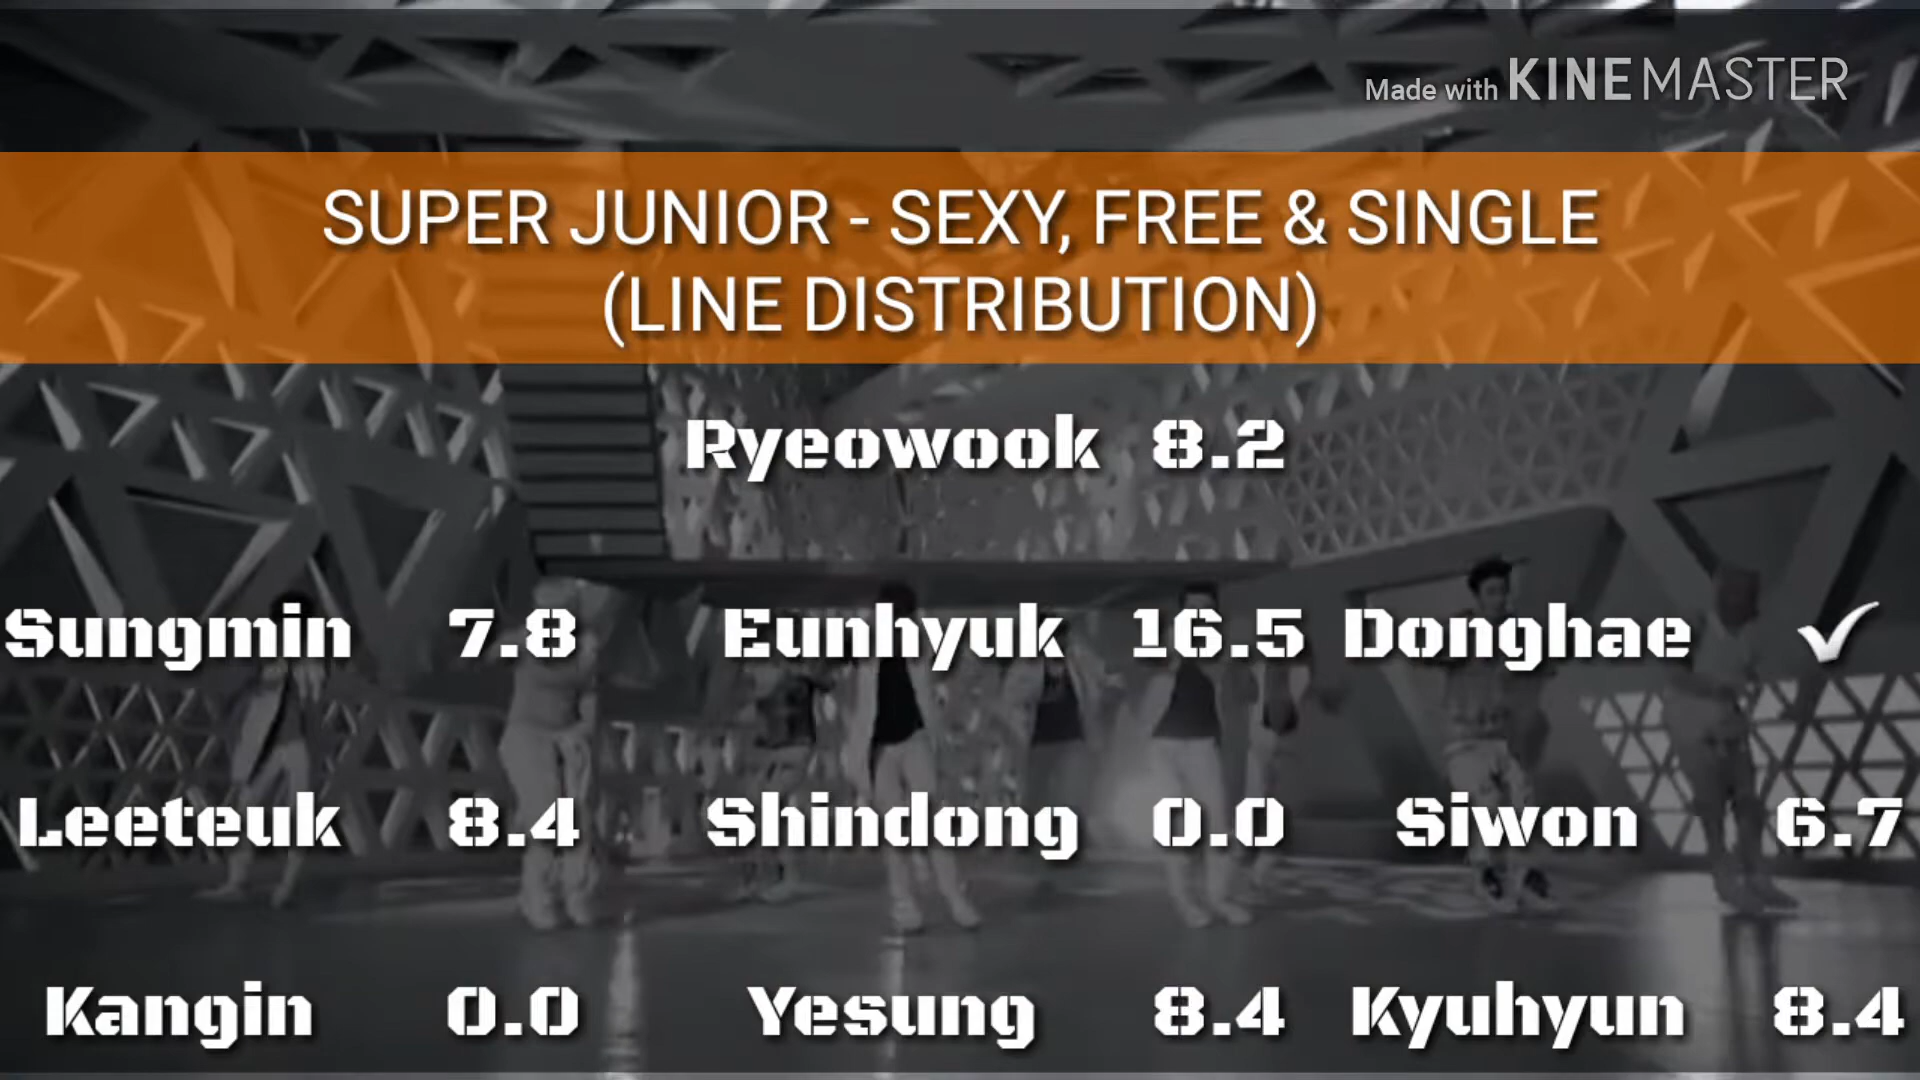 Made with KINEMASTER
SUPER JUNIOR - SEXY, FREE & SINGLE
(LINE DISTRIBUTION)
Ryeowook 8.2
Sungmin 7.8 Eunhyuk 16.5 Donghae ✓
Leeteuk 8.4 Shindong 0.0 Siwon 6.7
Kangin 0.0 Yesung 8.4 Kyuhyun 8.4